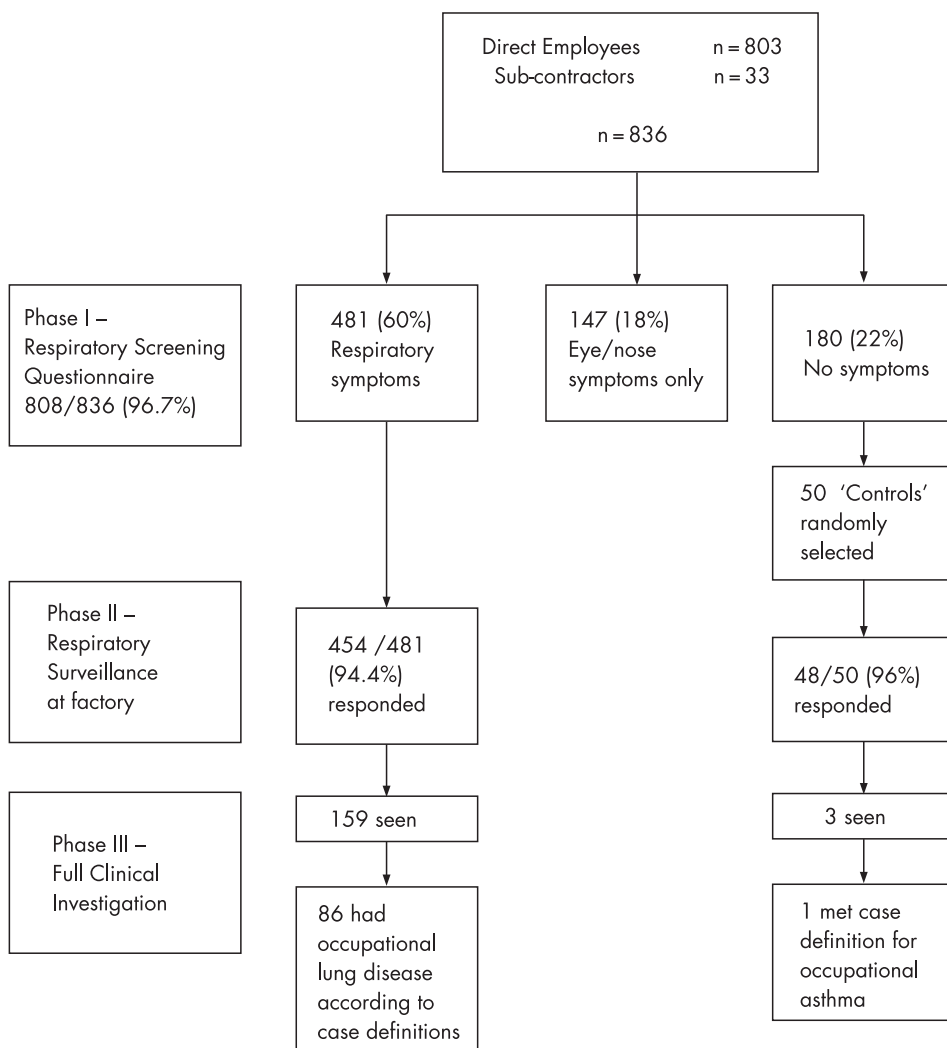 Direct Employees n = 803
Sub-contractors n = 33
n = 836
Phase I –
Respiratory Screening
Questionnaire
808/836 (96.7%)
481 (60%)
Respiratory
symptoms
147 (18%)
Eye/nose
symptoms only
180 (22%)
No symptoms
50 ‘Controls’
randomly
selected
Phase II –
Respiratory
Surveillance
at factory
454 /481
(94.4%)
responded
48/50 (96%)
responded
Phase III –
Full Clinical
Investigation
159 seen
3 seen
86 had
occupational
lung disease
according to
case definitions
1 met case
definition for
occupational
asthma